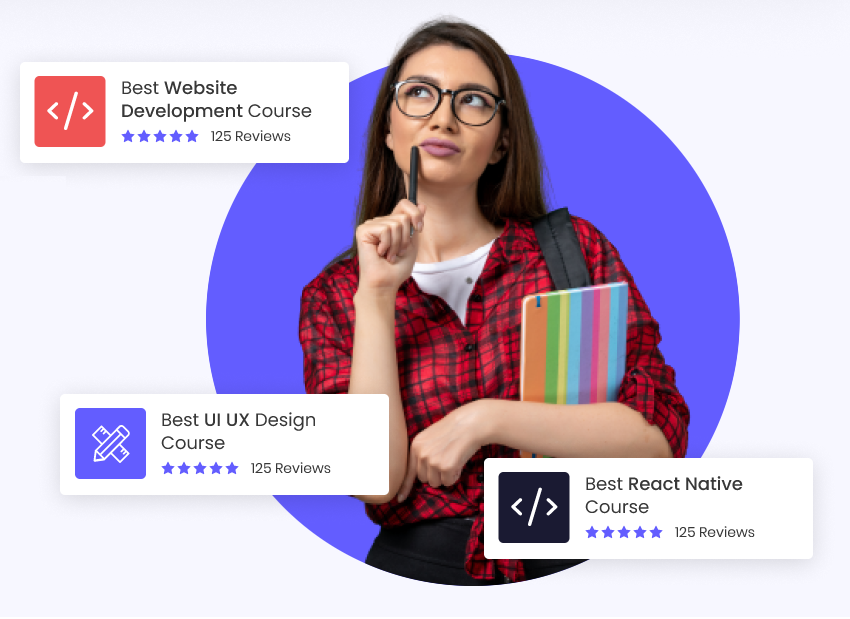 Best Website
Development Course
125 Reviews
Best UI UX Design
Course
125 Reviews
Best React Native
Course
125 Reviews